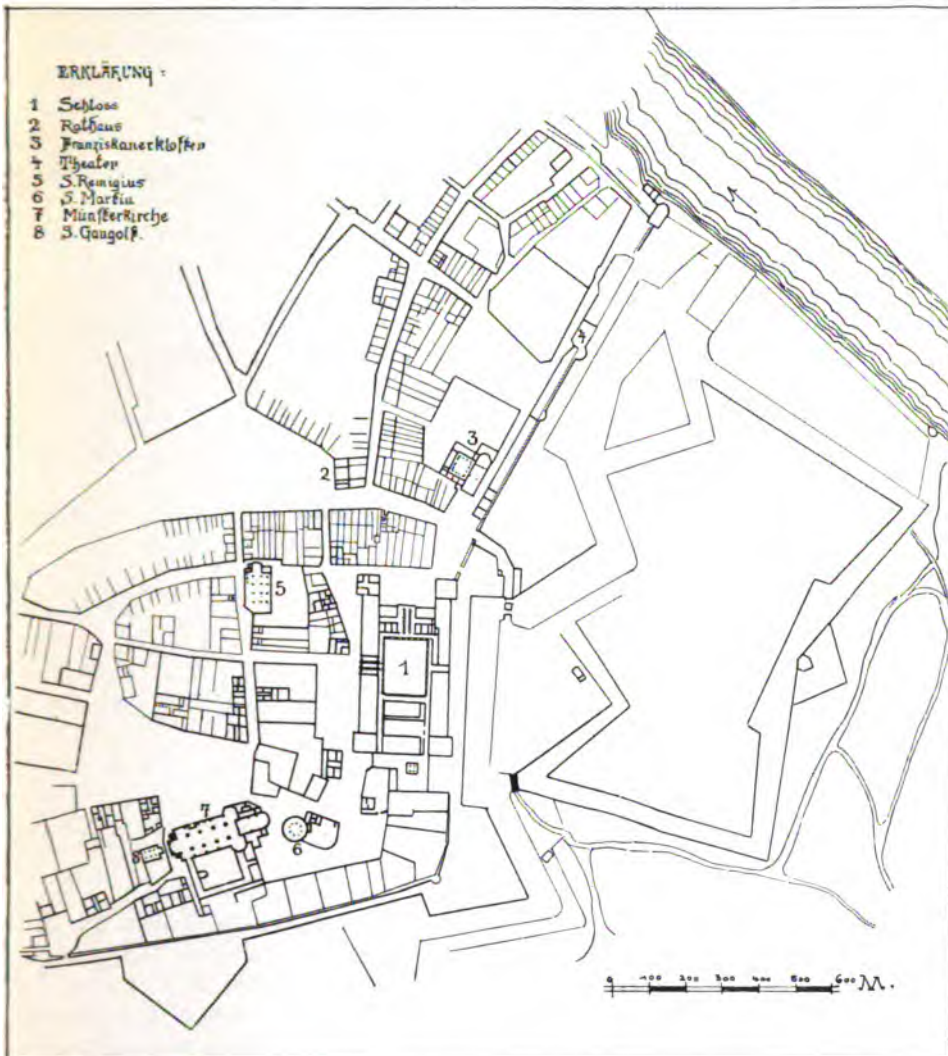 ERKLÄRUNG :
1 Schloss
2 Rathaus
3 Franziskanerkloster
4 Theater
5 S. Remigius
6 S. Martin
7 Münsterkirche
8 S. Gangolf.
4
3
2
5
1
7
6
8
0 100 200 300 400 500 600 M.